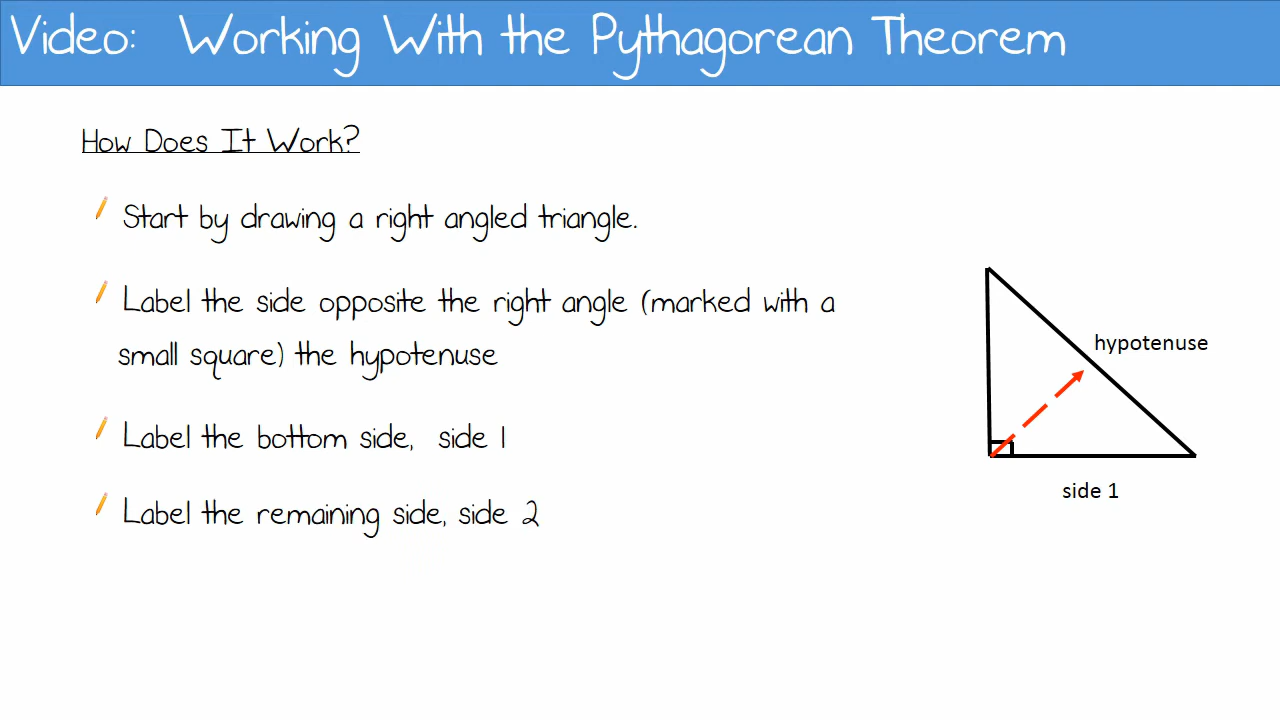 Video: Working With the Pythagorean Theorem
How Does It Work?
Start by drawing a right angled triangle.
Label the side opposite the right angle (marked with a
small square) the hypotenuse
Label the bottom side, side 1
Label the remaining side, side 2
hypotenuse
side 1